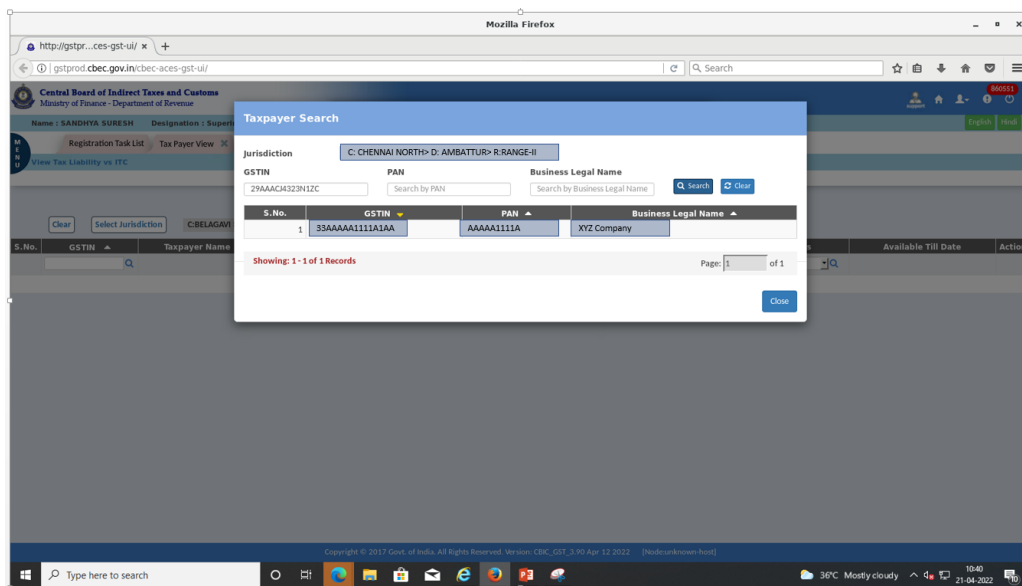 Mozilla Firefox
http://gstpr...ces-gst-ui/ × +
gstprod.cbec.gov.in/cbec-aces-gst-ui/ Search
Central Board of Indirect Taxes and Customs
Ministry of Finance - Department of Revenue
860551
Name : SANDHYA SURESH Designation : Superi
English Hindi
MENU
Registration Task List Tax Payer View
View Tax Liability vs ITC
Clear Select Jurisdiction C:BELAGAVI
S.No. GSTIN Taxpayer Name Available Till Date Actio
Taxpayer Search
Jurisdiction C: CHENNAI NORTH> D: AMBATTUR> R:RANGE-II
GSTIN PAN Business Legal Name
29AAACJ4323N1ZC Search by PAN Search by Business Legal Name Search Clear
S.No. GSTIN PAN Business Legal Name
1 33AAAAA1111A1AA AAAAA1111A XYZ Company
Showing: 1 - 1 of 1 Records Page: 1 of 1
Close
Copyright © 2017 Govt. of India. All Rights Reserved. Version: CBIC_GST_3.90 Apr 12 2022 [Node:unknown-host]
Type here to search 36°C Mostly cloudy 10:40
21-04-2022